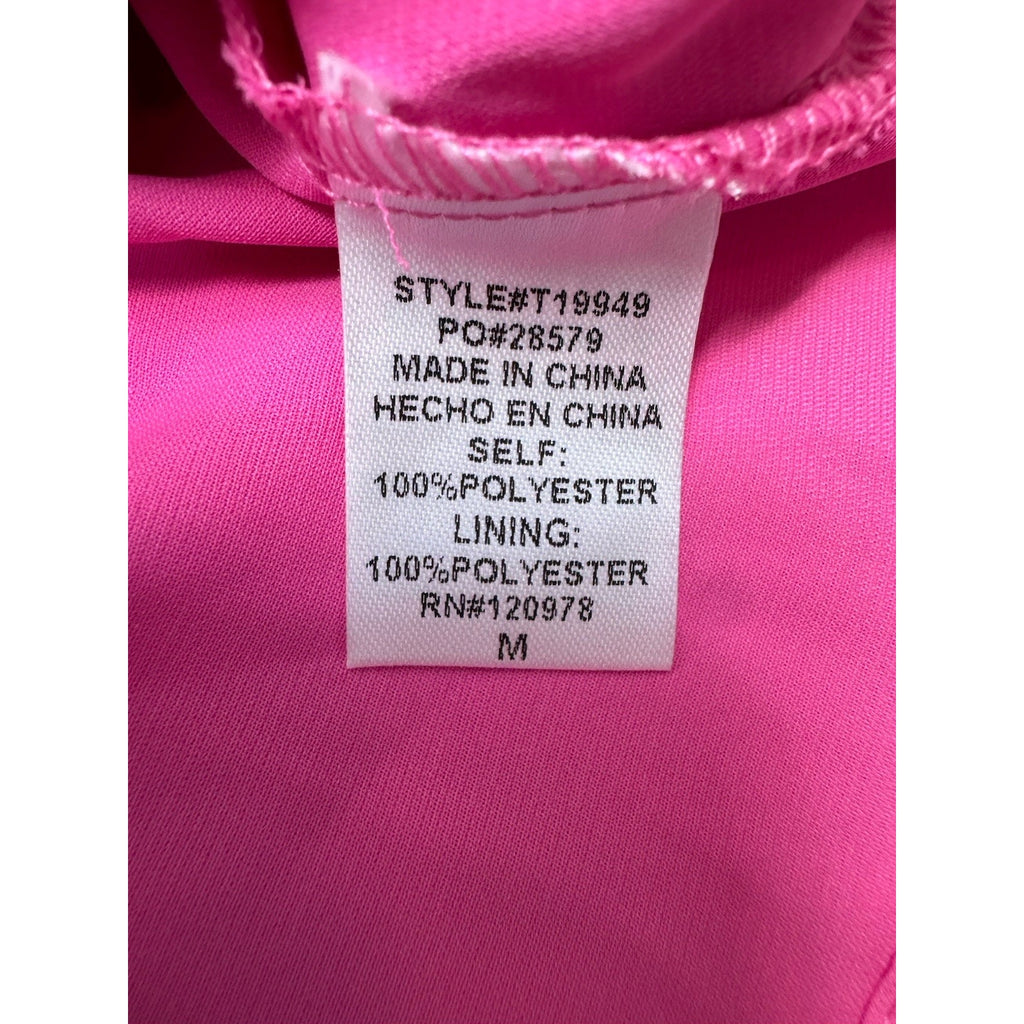 STYLE#T19949
PO#28579
MADE IN CHINA
HECHO EN CHINA
SELF:
100%POLYESTER
LINING:
100%POLYESTER
RN#120978
M